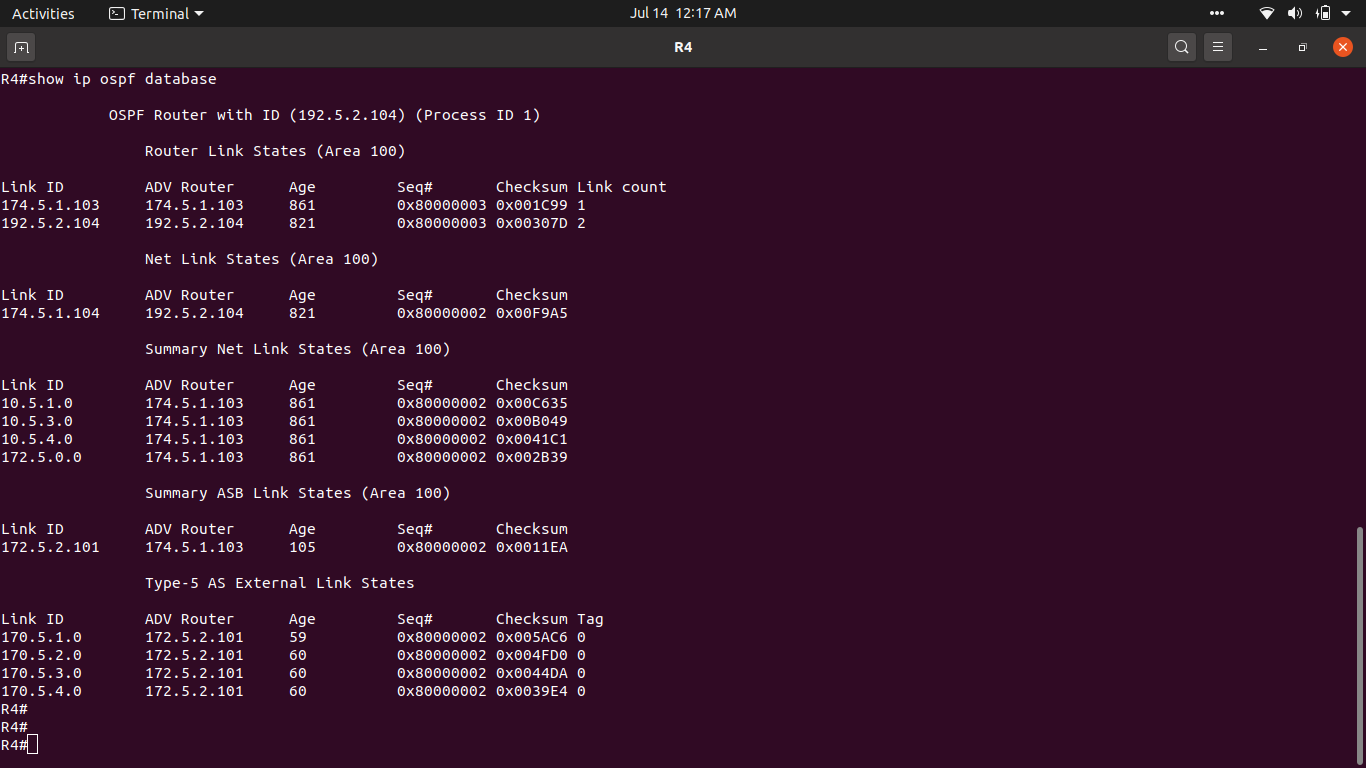 Activities Terminal Jul 14 12:17 AM
R4
R4#show ip ospf database
OSPF Router with ID (192.5.2.104) (Process ID 1)
Router Link States (Area 100)
Link ID ADV Router Age Seq# Checksum Link count
174.5.1.103 174.5.1.103 861 0x80000003 0x001C99 1
192.5.2.104 192.5.2.104 821 0x80000003 0x00307D 2
Net Link States (Area 100)
Link ID ADV Router Age Seq# Checksum
174.5.1.104 192.5.2.104 821 0x80000002 0x00F9A5
Summary Net Link States (Area 100)
Link ID ADV Router Age Seq# Checksum
10.5.1.0 174.5.1.103 861 0x80000002 0x00C635
10.5.3.0 174.5.1.103 861 0x80000002 0x00B049
10.5.4.0 174.5.1.103 861 0x80000002 0x0041C1
172.5.0.0 174.5.1.103 861 0x80000002 0x002B39
Summary ASB Link States (Area 100)
Link ID ADV Router Age Seq# Checksum
172.5.2.101 174.5.1.103 105 0x80000002 0x0011EA
Type-5 AS External Link States
Link ID ADV Router Age Seq# Checksum Tag
170.5.1.0 172.5.2.101 59 0x80000002 0x005AC6 0
170.5.2.0 172.5.2.101 60 0x80000002 0x004FD0 0
170.5.3.0 172.5.2.101 60 0x80000002 0x0044DA 0
170.5.4.0 172.5.2.101 60 0x80000002 0x0039E4 0
R4#
R4#
R4#